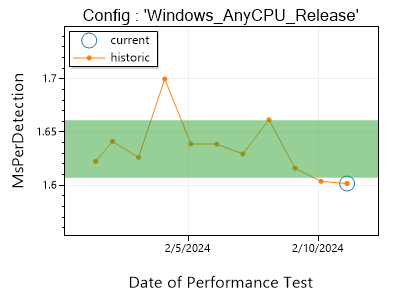 Config : 'Windows_AnyCPU_Release'
current
historic
1.7
1.65
1.6
MsPerDetection
2/5/2024
2/10/2024
Date of Performance Test